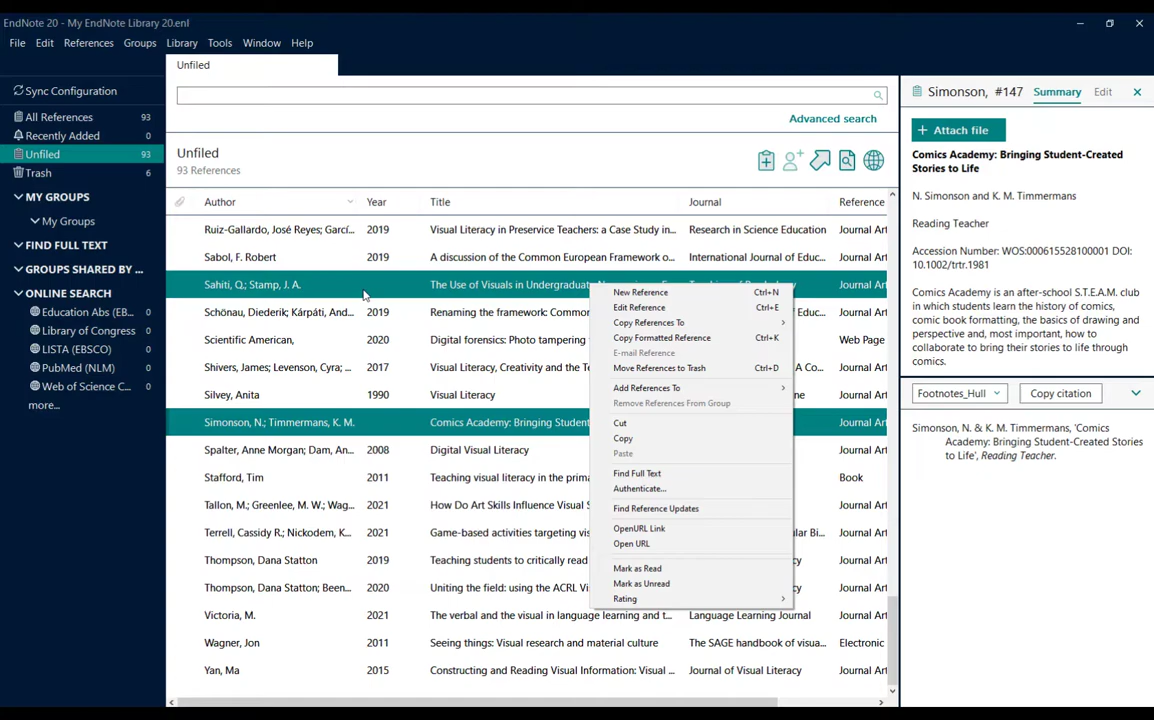 EndNote 20 - My EndNote Library 20.enl
File Edit References Groups Library Tools Window Help
Unfiled
Sync Configuration
All References 93
Recently Added 0
Unfiled 93
Trash 6
MY GROUPS
My Groups
FIND FULL TEXT
GROUPS SHARED BY ...
ONLINE SEARCH
Education Abs (EB... 0
Library of Congress 0
LISTA (EBSCO) 0
PubMed (NLM) 0
Web of Science C... 0
more...
Advanced search
Unfiled
93 References
Author Year Title Journal Reference
Ruiz-Gallardo, José Reyes; Garcí... 2019 Visual Literacy in Preservice Teachers: a Case Study in... Research in Science Education Journal Art
Sabol, F. Robert 2019 A discussion of the Common European Framework o... International Journal of Educ... Journal Art
Sahiti, Q.; Stamp, J. A. The Use of Visuals in Undergraduate Journal Art
Schönau, Diederik; Kárpáti, And... 2019 Renaming the framework: Common Journal Art
Scientific American, 2020 Digital forensics: Photo tampering Web Page
Shivers, James; Levenson, Cyra; ... 2017 Visual Literacy, Creativity and the Te A Co... Journal Art
Silvey, Anita 1990 Visual Literacy ne Journal Art
Simonson, N.; Timmermans, K. M. Comics Academy: Bringing Student Journal Art
Spalter, Anne Morgan; Dam, An... 2008 Digital Visual Literacy Journal Art
Stafford, Tim 2011 Teaching visual literacy in the prima Book
Tallon, M.; Greenlee, M. W.; Wag... 2021 How Do Art Skills Influence Visual S Journal Art
Terrell, Cassidy R.; Nickodem, K... 2021 Game-based activities targeting vis ular Bi... Journal Art
Thompson, Dana Statton 2019 Teaching students to critically read cy Journal Art
Thompson, Dana Statton; Been... 2020 Uniting the field: using the ACRL Vi cy Journal Art
Victoria, M. 2021 The verbal and the visual in language learning and t... Language Learning Journal Journal Art
Wagner, Jon 2011 Seeing things: Visual research and material culture The SAGE handbook of visua... Electronic
Yan, Ma 2015 Constructing and Reading Visual Information: Visual ... Journal of Visual Literacy Journal Art
New Reference Ctrl+N
Edit Reference Ctrl+E
Copy References To
Copy Formatted Reference Ctrl+K
E-mail Reference
Move References to Trash Ctrl+D
Add References To
Remove References From Group
Cut
Copy
Paste
Find Full Text
Authenticate...
Find Reference Updates
OpenURL Link
Open URL
Mark as Read
Mark as Unread
Rating
Simonson, #147 Summary Edit
+ Attach file
Comics Academy: Bringing Student-Created
Stories to Life
N. Simonson and K. M. Timmermans
Reading Teacher
Accession Number: WOS:000615528100001 DOI:
10.1002/trtr.1981
Comics Academy is an after-school S.T.E.A.M. club
in which students learn the history of comics,
comic book formatting, the basics of drawing and
perspective and, most important, how to
collaborate to bring their stories to life through
comics.
Footnotes_Hull Copy citation
Simonson, N. & K. M. Timmermans, 'Comics
Academy: Bringing Student-Created Stories
to Life', Reading Teacher.